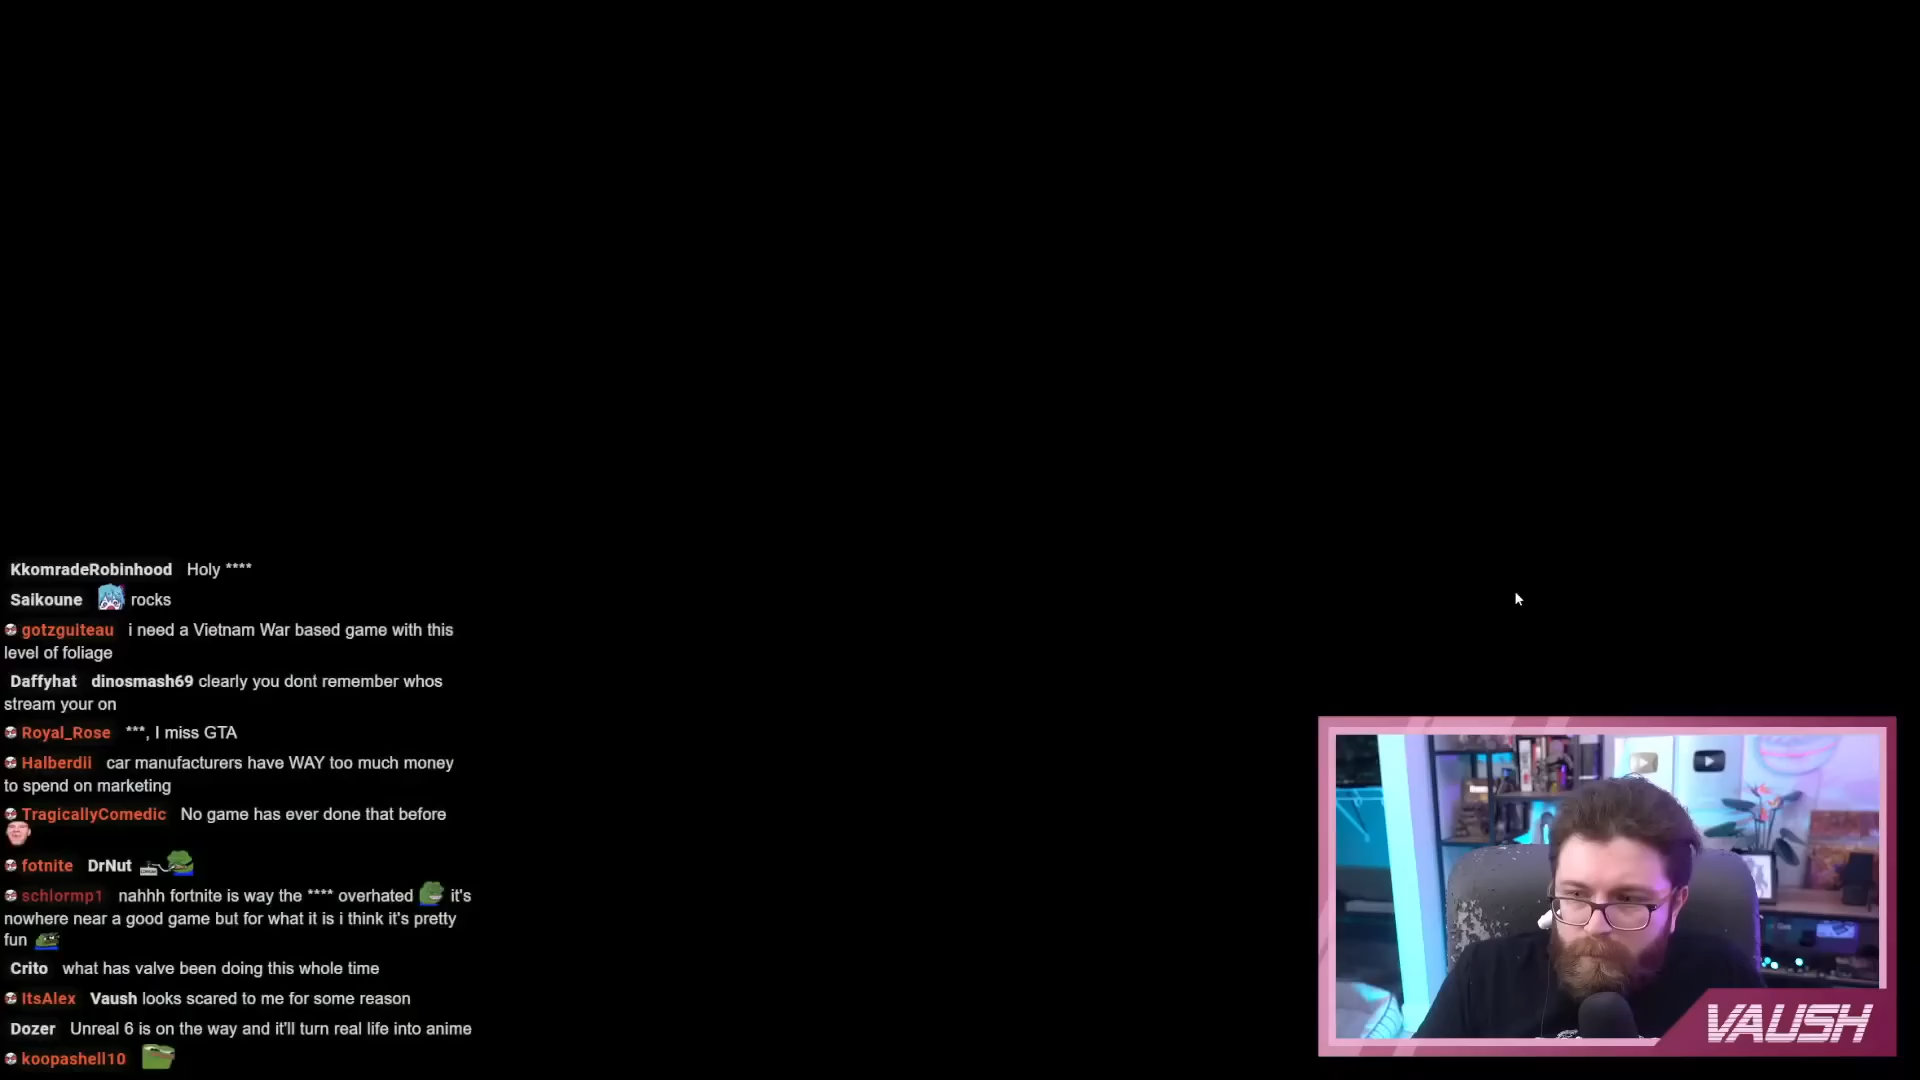 KkomradeRobinhood Holy ****
Saikoune rocks
gotzguiteau i need a Vietnam War based game with this
level of foliage
Daffyhat dinosmash69 clearly you dont remember whos
stream your on
Royal_Rose ***, I miss GTA
Halberdii car manufacturers have WAY too much money
to spend on marketing
TragicallyComedic No game has ever done that before
fotnite DrNut
schlormp1 nahhh fortnite is way the **** overhated it's
nowhere near a good game but for what it is i think it's pretty
fun
Crito what has valve been doing this whole time
ItsAlex Vaush looks scared to me for some reason
Dozer Unreal 6 is on the way and it'll turn real life into anime
koopashell10
VAUSH